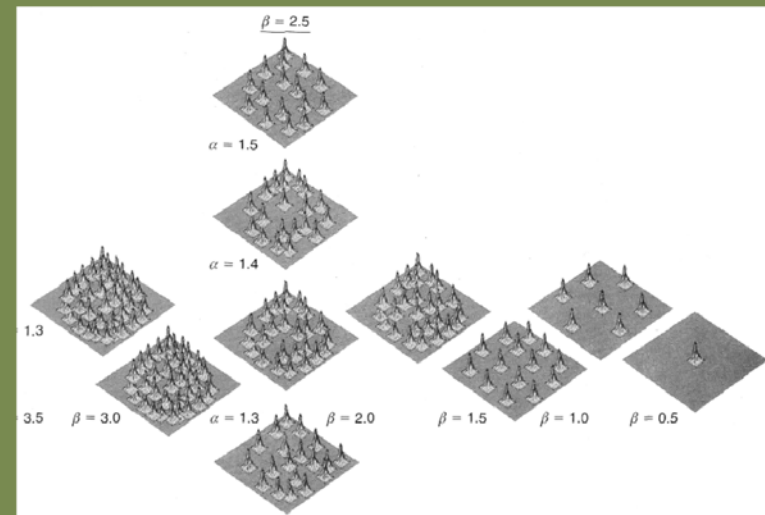 β = 2.5
α = 1.5
α = 1.4
1.3
3.5
β = 3.0
α = 1.3
β = 2.0
β = 1.5
β = 1.0
β = 0.5